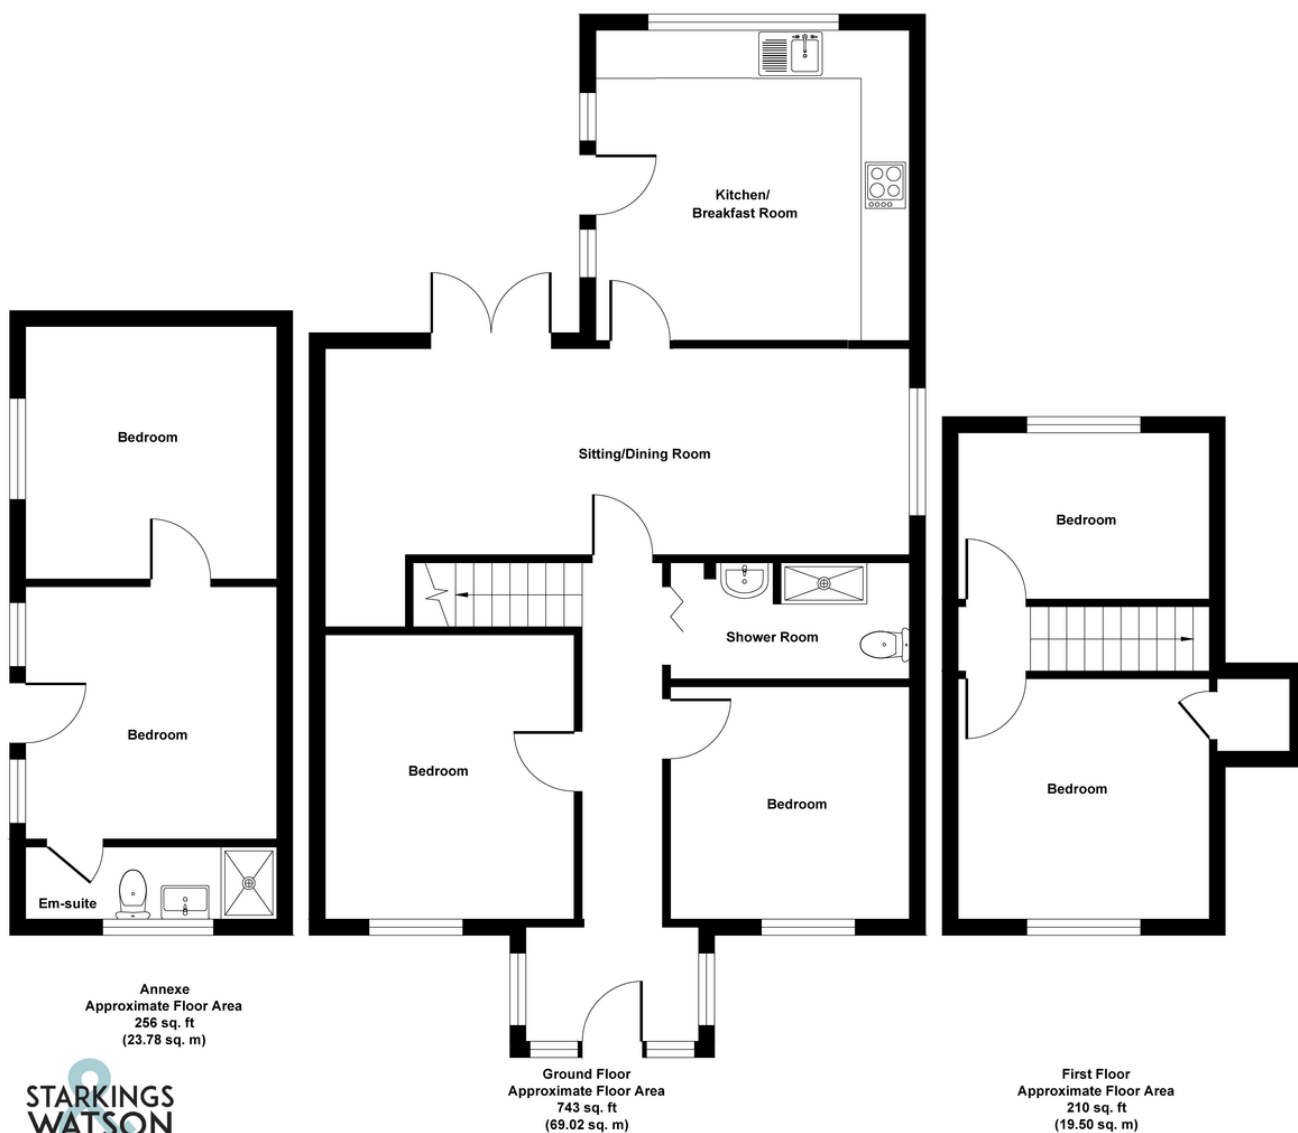 Kitchen/
Breakfast Room
Bedroom
Sitting/Dining Room
Bedroom
Bedroom
Shower Room
Bedroom
Bedroom
Bedroom
Bedroom
Em-suite
Annexe
Approximate Floor Area
256 sq. ft
(23.78 sq. m)
Ground Floor
Approximate Floor Area
743 sq. ft
(69.02 sq. m)
First Floor
Approximate Floor Area
210 sq. ft
(19.50 sq. m)
&
STARKINGS
WATSON